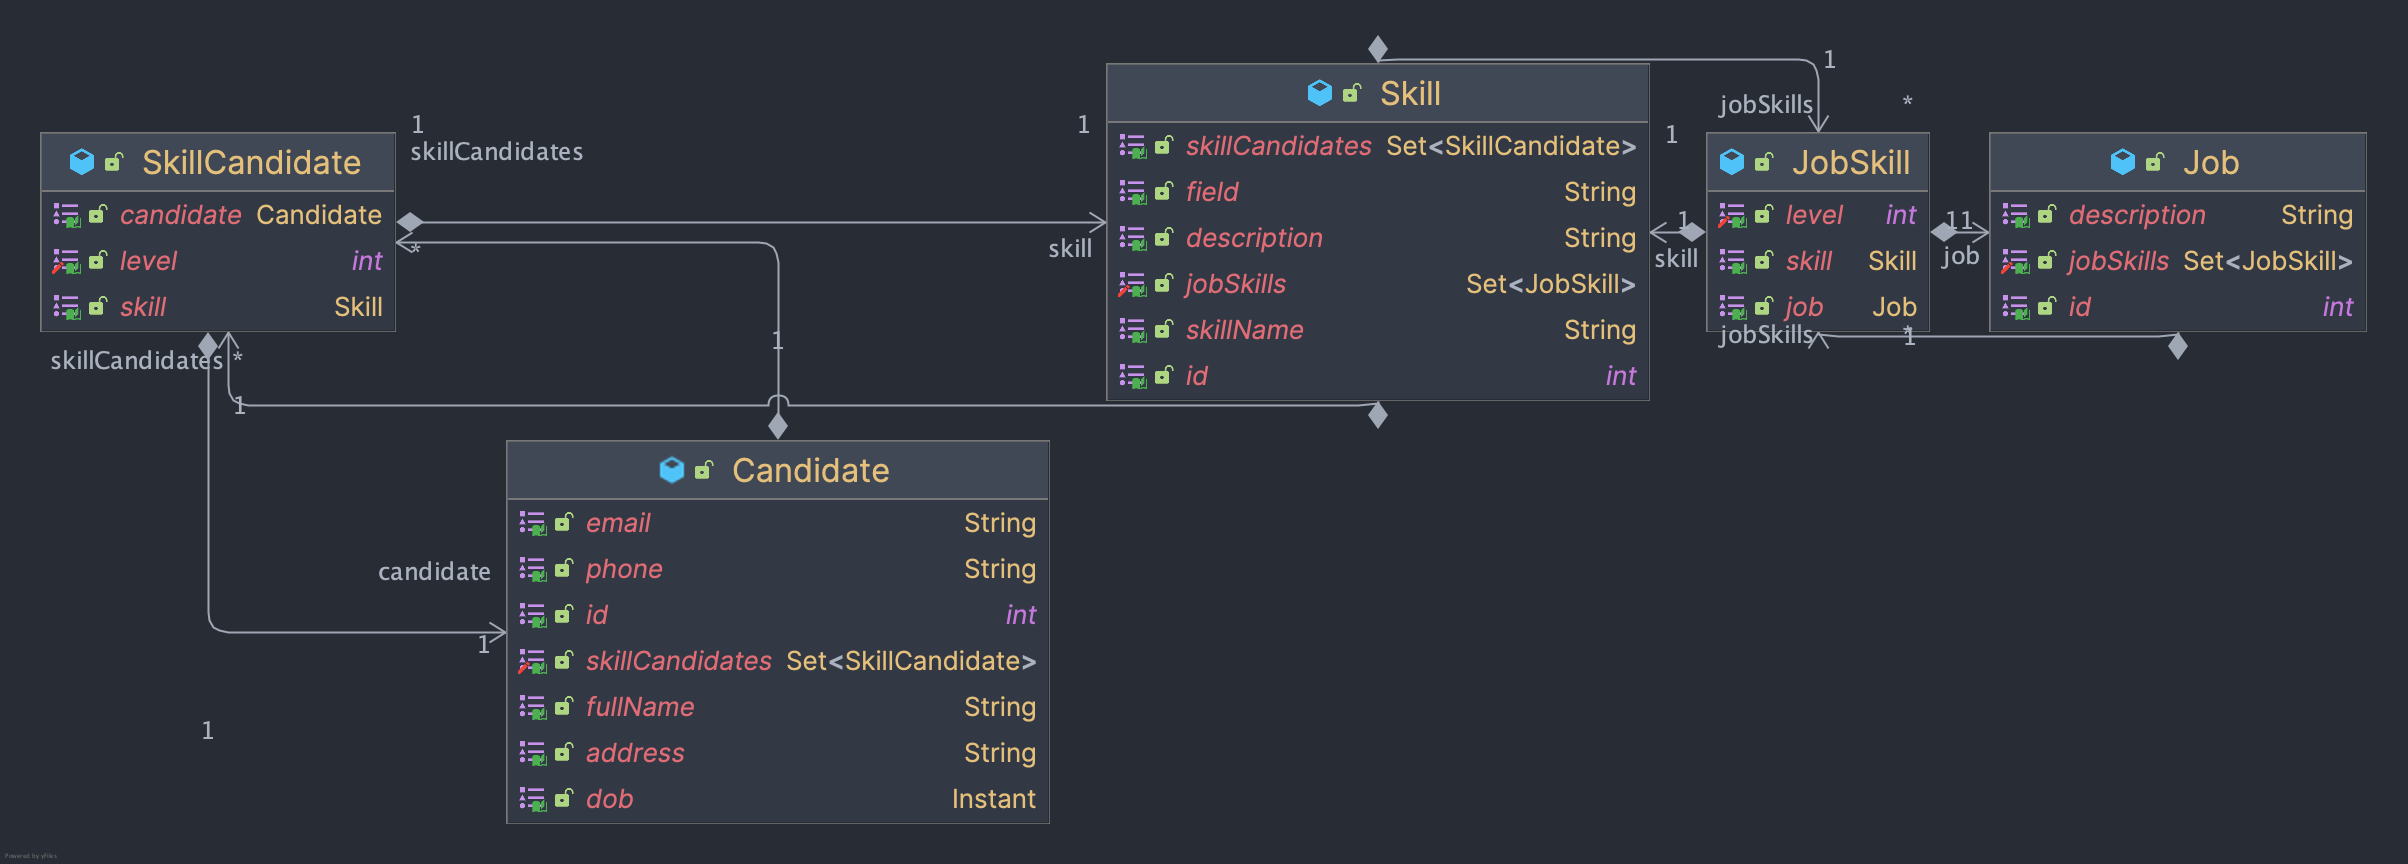 SkillCandidate
candidate Candidate
level int
skill Skill
1
skillCandidates
*
skillCandidates *
1
1
1
skill
Skill
skillCandidates Set<SkillCandidate>
field String
description String
jobSkills Set<JobSkill>
skillName String
id int
1
jobSkills *
1
1
skill
JobSkill
level int
skill Skill
job Job
11
job
jobSkills *
1
Job
description String
jobSkills Set<JobSkill>
id int
candidate
1
1
Candidate
email String
phone String
id int
skillCandidates Set<SkillCandidate>
fullName String
address String
dob Instant
Powered by yFiles